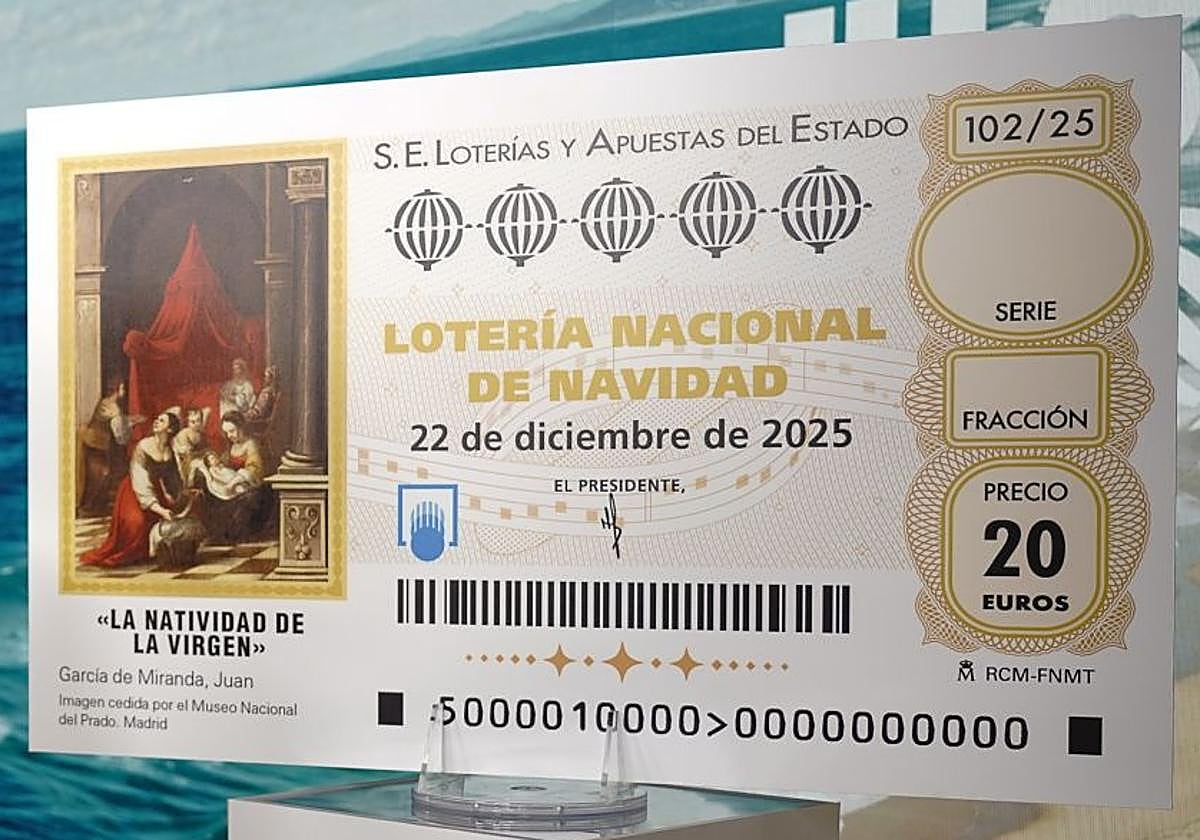 S. E. LOTERÍAS Y APUESTAS DEL ESTADO
102/25
LOTERÍA NACIONAL
DE NAVIDAD
22 de diciembre de 2025
EL PRESIDENTE,
SERIE
FRACCIÓN
PRECIO
20
EUROS
RCM-FNMT
«LA NATIVIDAD DE
LA VIRGEN»
García de Miranda, Juan
Imagen cedida por el Museo Nacional
del Prado. Madrid
5000010000>0000000000